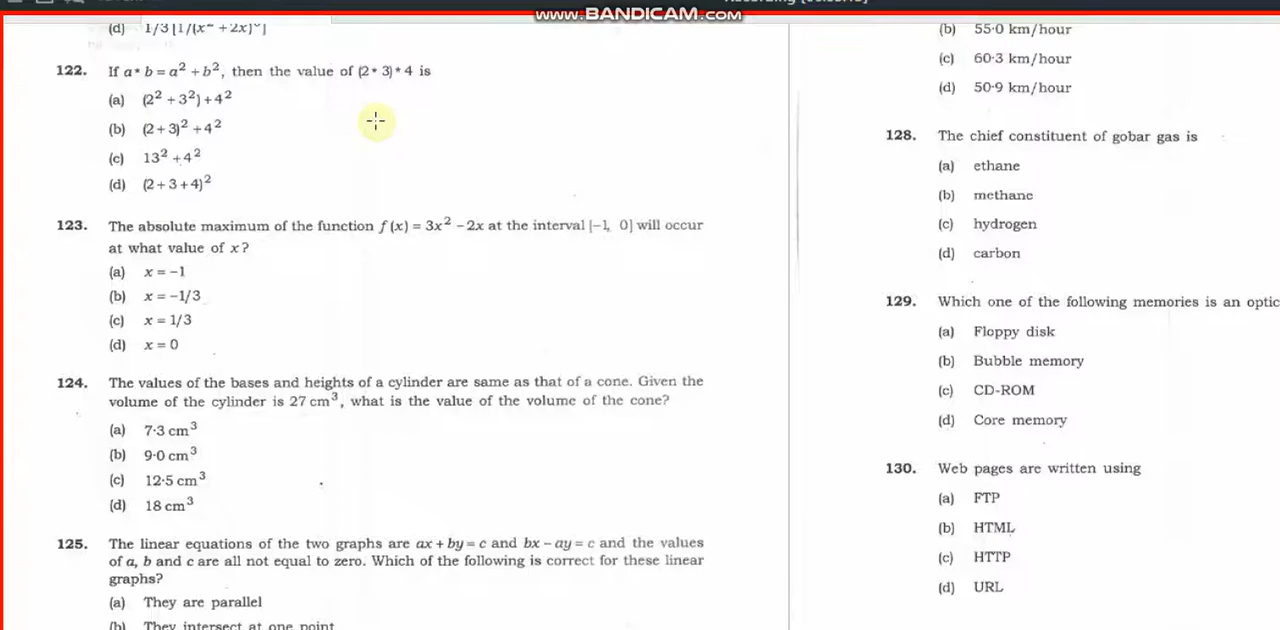 www.BANDICAM.com
(d) 1/3[1/(x² + 2x)³]
122. If a * b = a² + b², then the value of (2 * 3) * 4 is
(a) (2² + 3²) + 4²
(b) (2 + 3)² + 4²
(c) 13² + 4²
(d) (2 + 3 + 4)²
123. The absolute maximum of the function f(x) = 3x² − 2x at the interval [−1, 0] will occur
at what value of x?
(a) x = −1
(b) x = −1/3
(c) x = 1/3
(d) x = 0
124. The values of the bases and heights of a cylinder are same as that of a cone. Given the
volume of the cylinder is 27 cm³, what is the value of the volume of the cone?
(a) 7·3 cm³
(b) 9·0 cm³
(c) 12·5 cm³
(d) 18 cm³
125. The linear equations of the two graphs are ax + by = c and bx − ay = c and the values
of a, b and c are all not equal to zero. Which of the following is correct for these linear
graphs?
(a) They are parallel
(b) They intersect at one point
(b) 55·0 km/hour
(c) 60·3 km/hour
(d) 50·9 km/hour
128. The chief constituent of gobar gas is
(a) ethane
(b) methane
(c) hydrogen
(d) carbon
129. Which one of the following memories is an optic
(a) Floppy disk
(b) Bubble memory
(c) CD-ROM
(d) Core memory
130. Web pages are written using
(a) FTP
(b) HTML
(c) HTTP
(d) URL